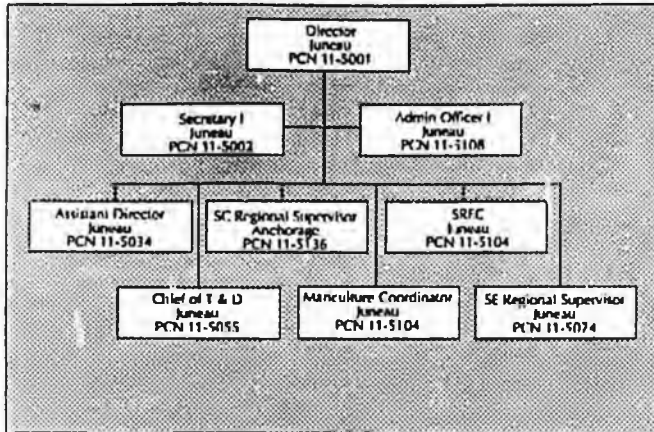 Director
Juneau
PCN 11-5001
Secretary I
Juneau
PCN 11-5002
Admin Officer I
Juneau
PCN 11-5108
Assistant Director
Juneau
PCN 11-5034
SC Regional Supervisor
Anchorage
PCN 11-5136
SRFC
Juneau
PCN 11-5104
Chief of T & D
Juneau
PCN 11-5055
Mariculture Coordinator
Juneau
PCN 11-5104
SE Regional Supervisor
Juneau
PCN 11-5074